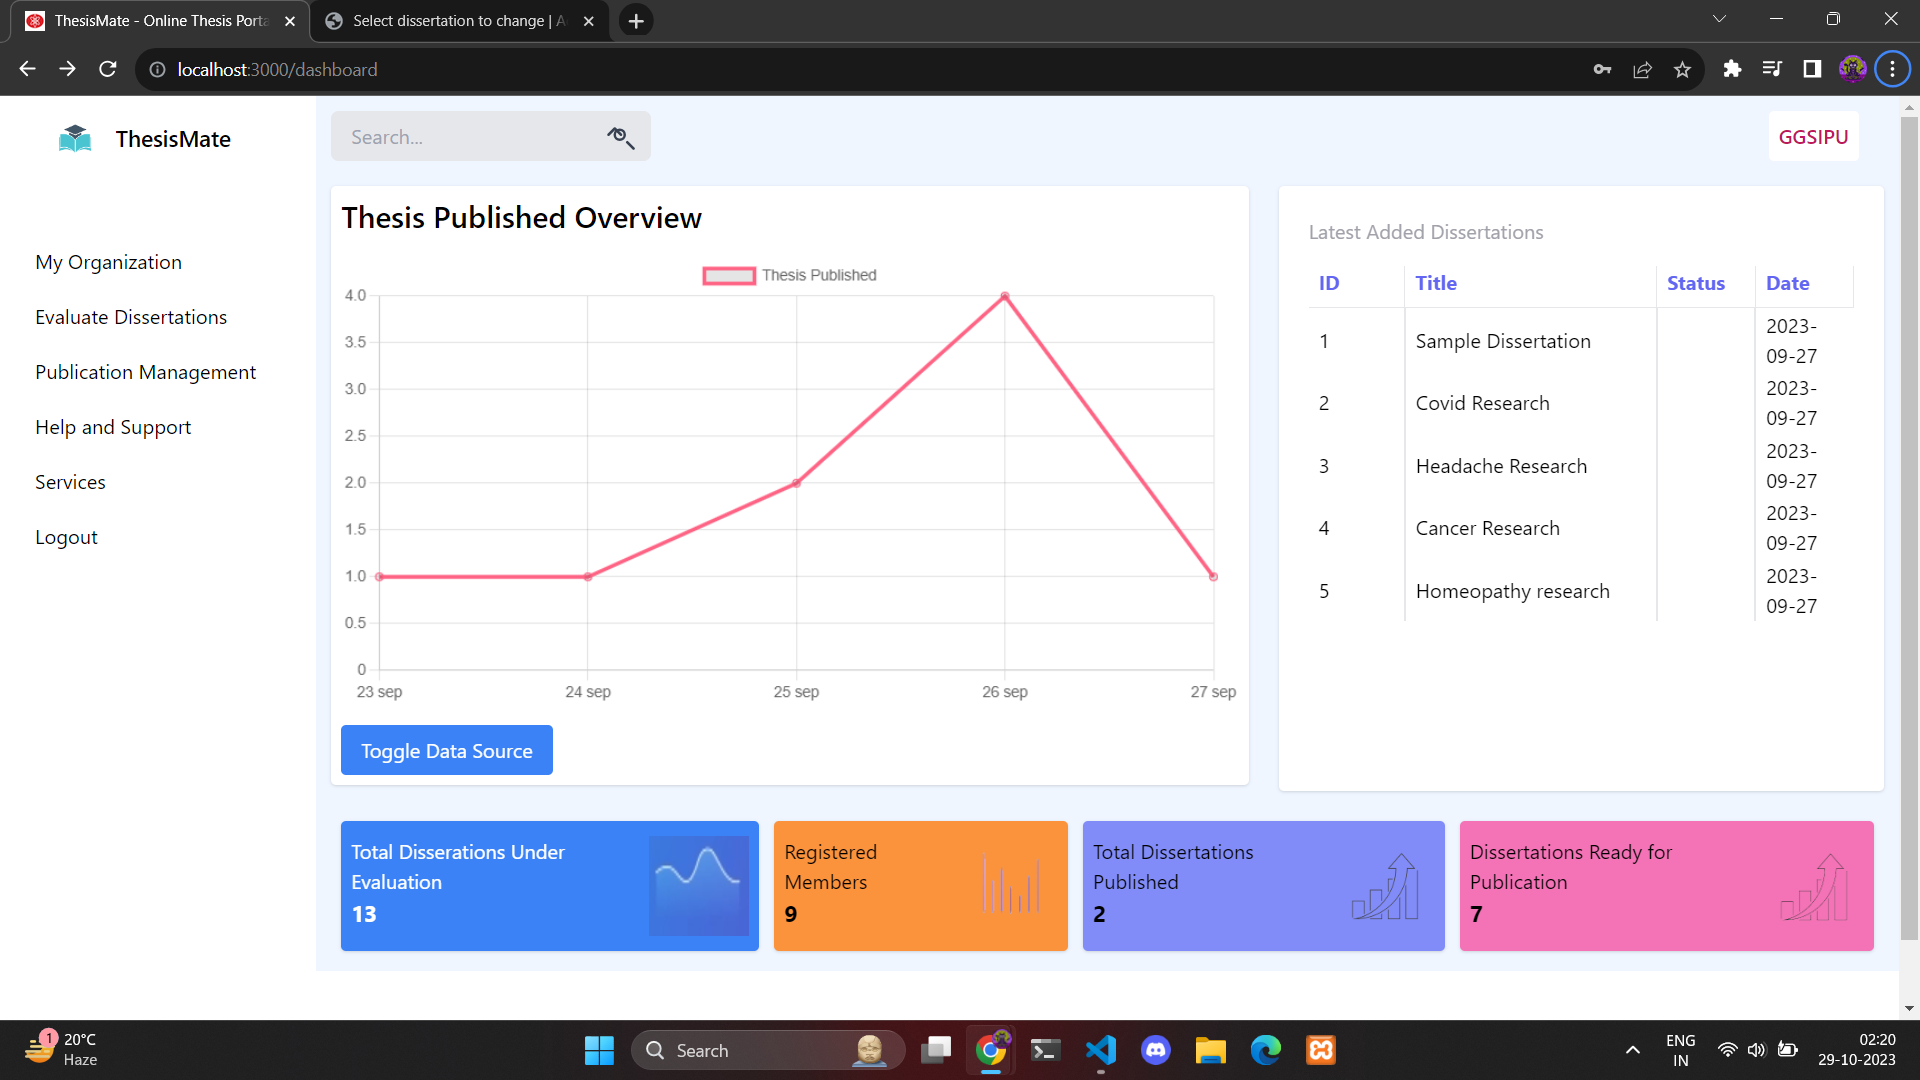 ThesisMate - Online Thesis Porta
Select dissertation to change | A
localhost:3000/dashboard
ThesisMate
Search...
GGSIPU
My Organization
Evaluate Dissertations
Publication Management
Help and Support
Services
Logout
Thesis Published Overview
Thesis Published
4.0
3.5
3.0
2.5
2.0
1.5
1.0
0.5
0
23 sep
24 sep
25 sep
26 sep
27 sep
Toggle Data Source
Latest Added Dissertations
ID Title Status Date
1 Sample Dissertation 2023-
09-27
2 Covid Research 2023-
09-27
3 Headache Research 2023-
09-27
4 Cancer Research 2023-
09-27
5 Homeopathy research 2023-
09-27
Total Disserations Under
Evaluation
13
Registered
Members
9
Total Dissertations
Published
2
Dissertations Ready for
Publication
7
1
20°C
Haze
Search
ENG
IN
02:20
29-10-2023